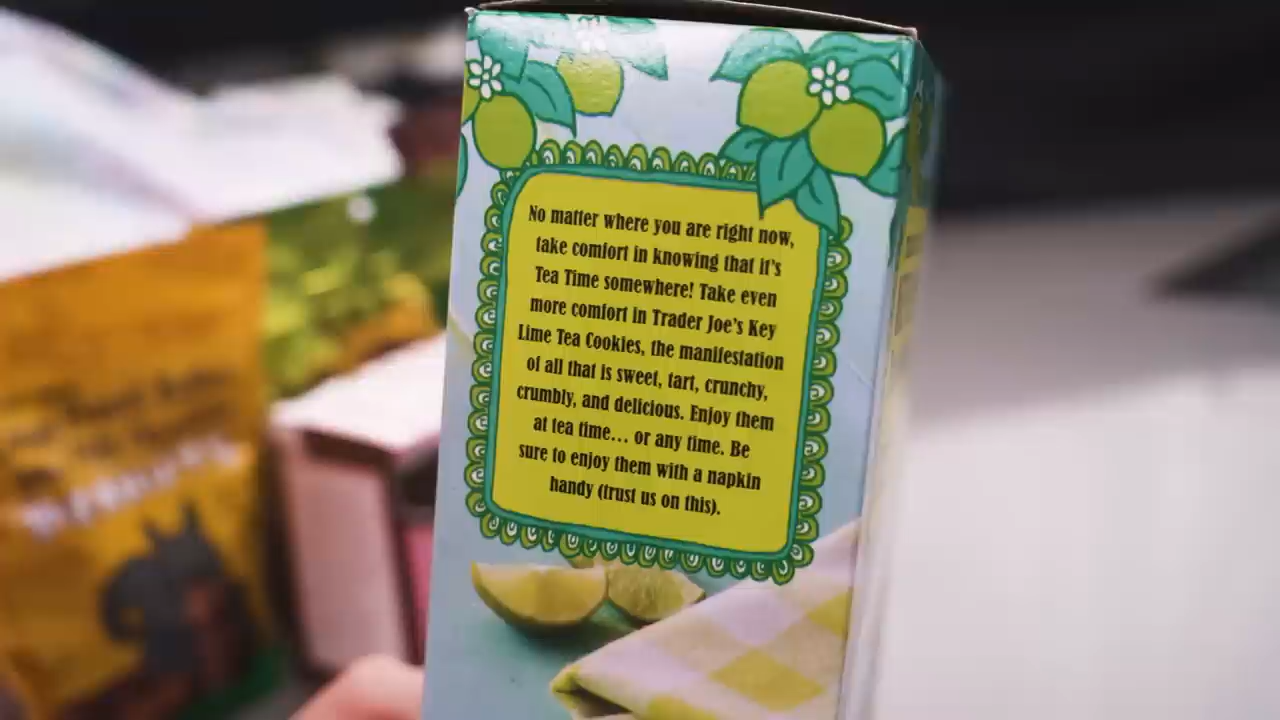 No matter where you are right now,
take comfort in knowing that it's
Tea Time somewhere! Take even
more comfort in Trader Joe's Key
Lime Tea Cookies, the manifestation
of all that is sweet, tart, crunchy,
crumbly, and delicious. Enjoy them
at tea time... or any time. Be
sure to enjoy them with a napkin
handy (trust us on this).